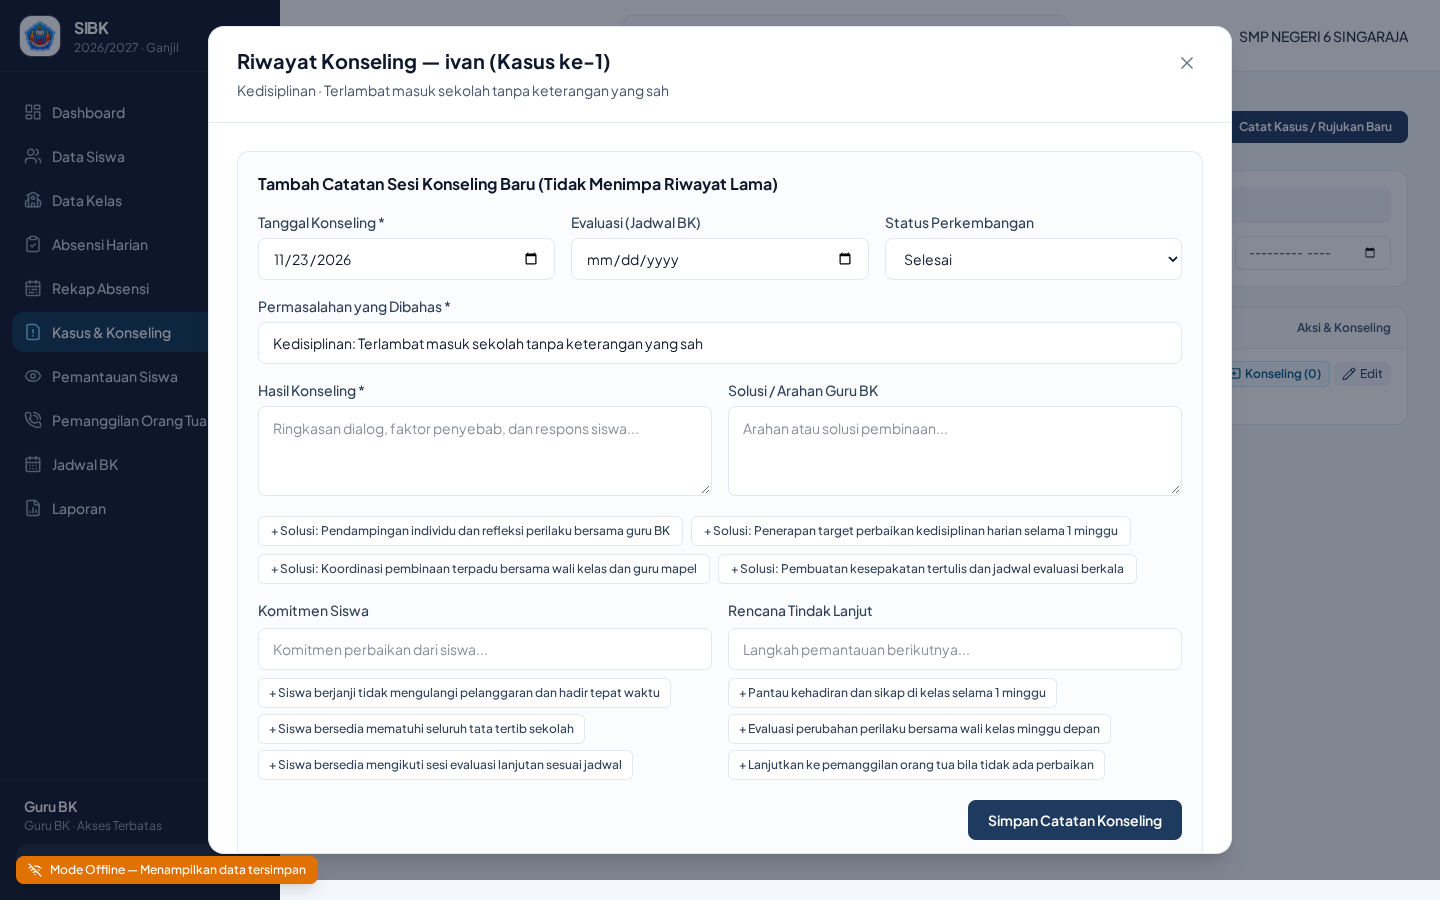 SIBK
2026/2027 · Ganjil
Dashboard
Data Siswa
Data Kelas
Absensi Harian
Rekap Absensi
Kasus & Konseling
Pemantauan Siswa
Pemanggilan Orang Tua
Jadwal BK
Laporan
Guru BK
Guru BK · Akses Terbatas
Mode Offline — Menampilkan data tersimpan
SMP NEGERI 6 SINGARAJA
Catat Kasus / Rujukan Baru
--------- ----
Aksi & Konseling
Konseling (0)
Edit
Riwayat Konseling — ivan (Kasus ke-1)
Kedisiplinan · Terlambat masuk sekolah tanpa keterangan yang sah
Tambah Catatan Sesi Konseling Baru (Tidak Menimpa Riwayat Lama)
Tanggal Konseling *
11/23/2026
Evaluasi (Jadwal BK)
mm/dd/yyyy
Status Perkembangan
Selesai
Permasalahan yang Dibahas *
Kedisiplinan: Terlambat masuk sekolah tanpa keterangan yang sah
Hasil Konseling *
Ringkasan dialog, faktor penyebab, dan respons siswa...
Solusi / Arahan Guru BK
Arahan atau solusi pembinaan...
+ Solusi: Pendampingan individu dan refleksi perilaku bersama guru BK
+ Solusi: Penerapan target perbaikan kedisiplinan harian selama 1 minggu
+ Solusi: Koordinasi pembinaan terpadu bersama wali kelas dan guru mapel
+ Solusi: Pembuatan kesepakatan tertulis dan jadwal evaluasi berkala
Komitmen Siswa
Komitmen perbaikan dari siswa...
+ Siswa berjanji tidak mengulangi pelanggaran dan hadir tepat waktu
+ Siswa bersedia mematuhi seluruh tata tertib sekolah
+ Siswa bersedia mengikuti sesi evaluasi lanjutan sesuai jadwal
Rencana Tindak Lanjut
Langkah pemantauan berikutnya...
+ Pantau kehadiran dan sikap di kelas selama 1 minggu
+ Evaluasi perubahan perilaku bersama wali kelas minggu depan
+ Lanjutkan ke pemanggilan orang tua bila tidak ada perbaikan
Simpan Catatan Konseling